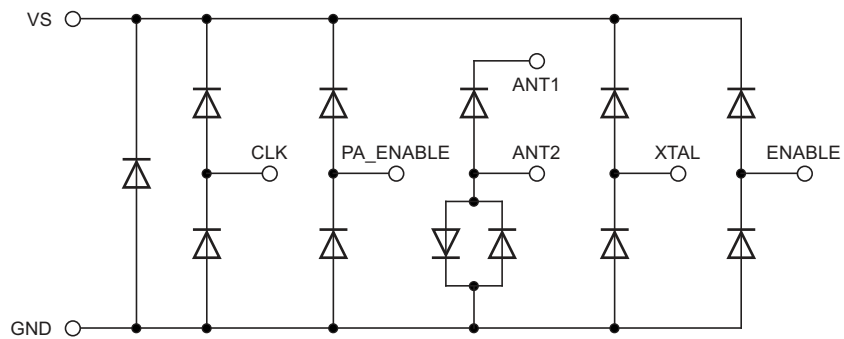 VS
ANT1
CLK
PA_ENABLE
ANT2
XTAL
ENABLE
GND